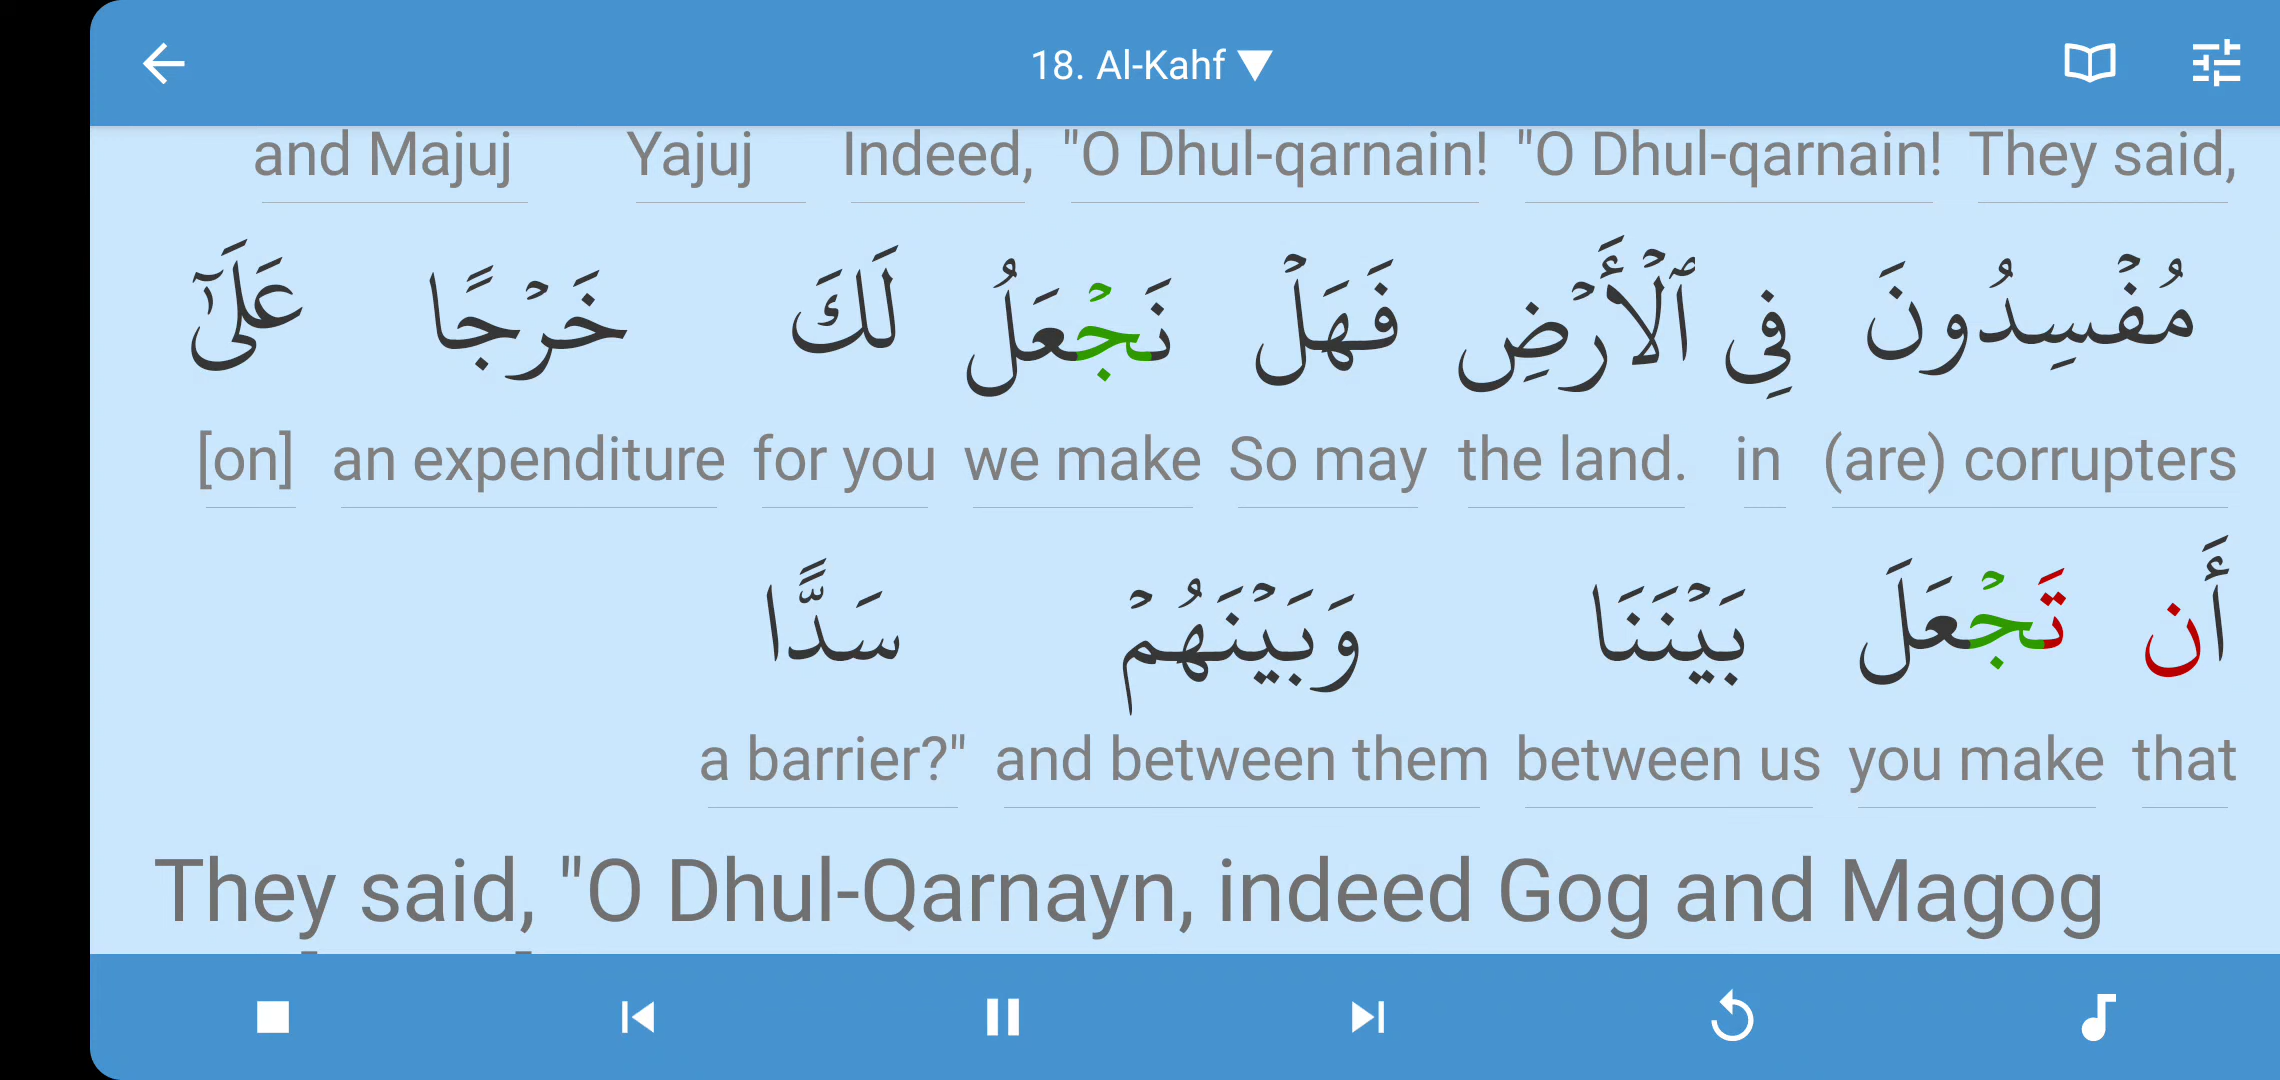 18. Al-Kahf
and Majuj Yajuj Indeed, "O Dhul-qarnain! "O Dhul-qarnain! They said,
مُفْسِدُونَ فِى ٱلْأَرْضِ فَهَلْ نَجْعَلُ لَكَ خَرْجًا عَلَىٰٓ
[on] an expenditure for you we make So may the land. in (are) corrupters
أَن تَجْعَلَ بَيْنَنَا وَبَيْنَهُمْ سَدًّا
a barrier?" and between them between us you make that
They said, "O Dhul-Qarnayn, indeed Gog and Magog